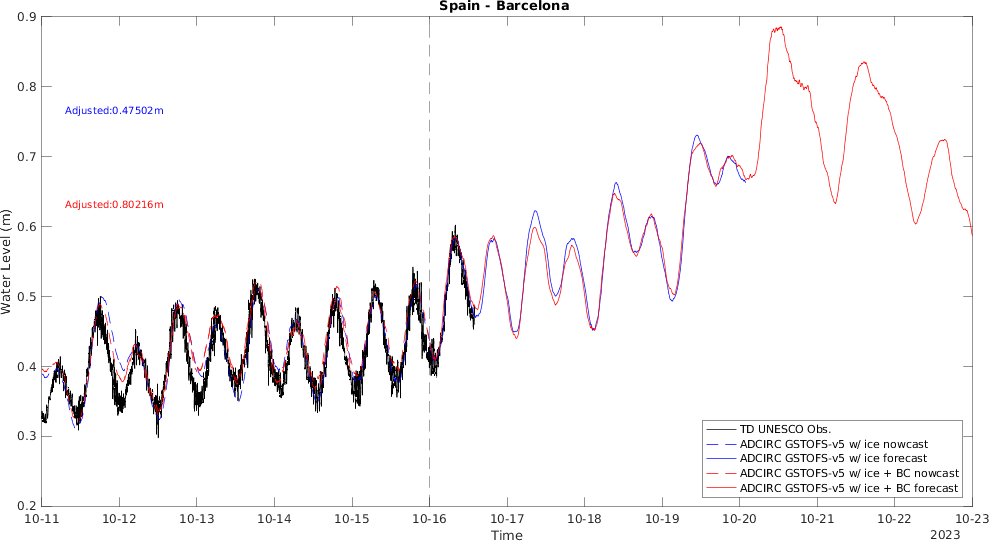 Spain - Barcelona
0.9
0.8
0.7
0.6
0.5
0.4
0.3
0.2
Water Level (m)
Adjusted:0.47502m
Adjusted:0.80216m
TD UNESCO Obs.
ADCIRC GSTOFS-v5 w/ ice nowcast
ADCIRC GSTOFS-v5 w/ ice forecast
ADCIRC GSTOFS-v5 w/ ice + BC nowcast
ADCIRC GSTOFS-v5 w/ ice + BC forecast
10-11 10-12 10-13 10-14 10-15 10-16 10-17 10-18 10-19 10-20 10-21 10-22 10-23
Time
2023